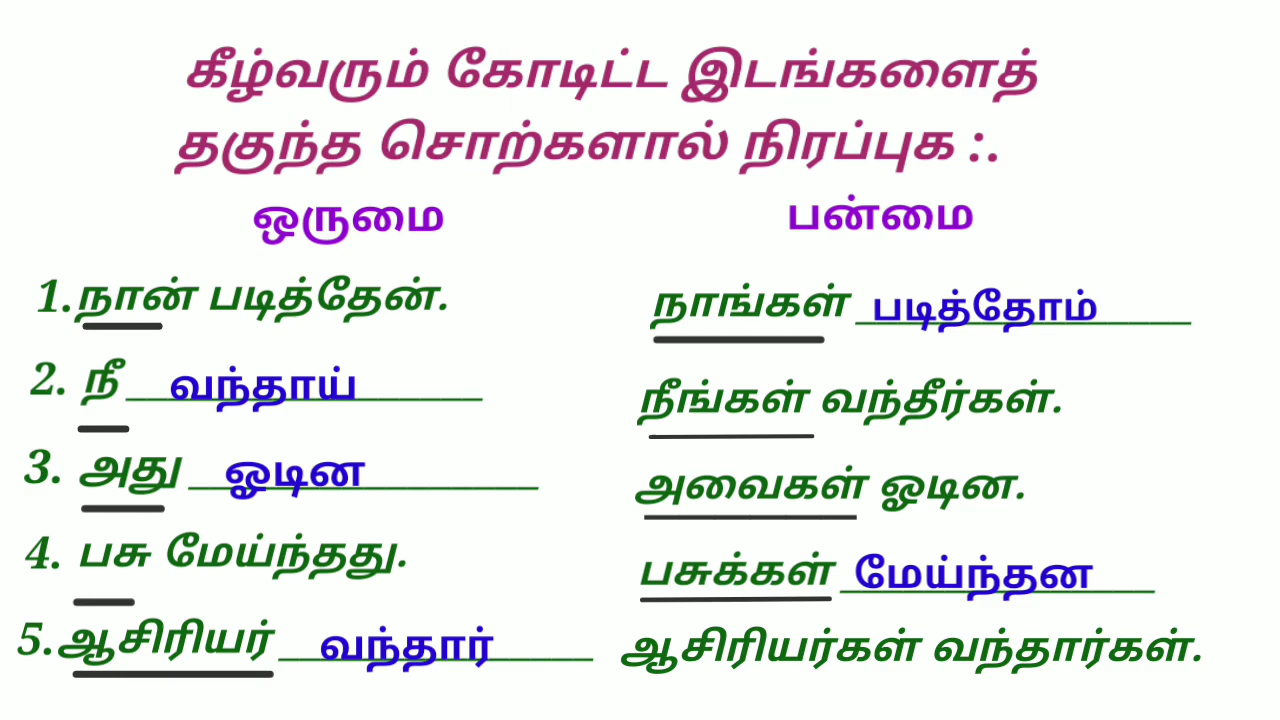 கீழ்வரும் கோடிட்ட இடங்களைத்
தகுந்த சொற்களால் நிரப்புக :.
ஒருமை பன்மை
1.நான் படித்தேன். நாங்கள் படித்தோம்
2. நீ வந்தாய் நீங்கள் வந்தீர்கள்.
3. அது ஓடின அவைகள் ஓடின.
4. பசு மேய்ந்தது. பசுக்கள் மேய்ந்தன
5.ஆசிரியர் வந்தார் ஆசிரியர்கள் வந்தார்கள்.